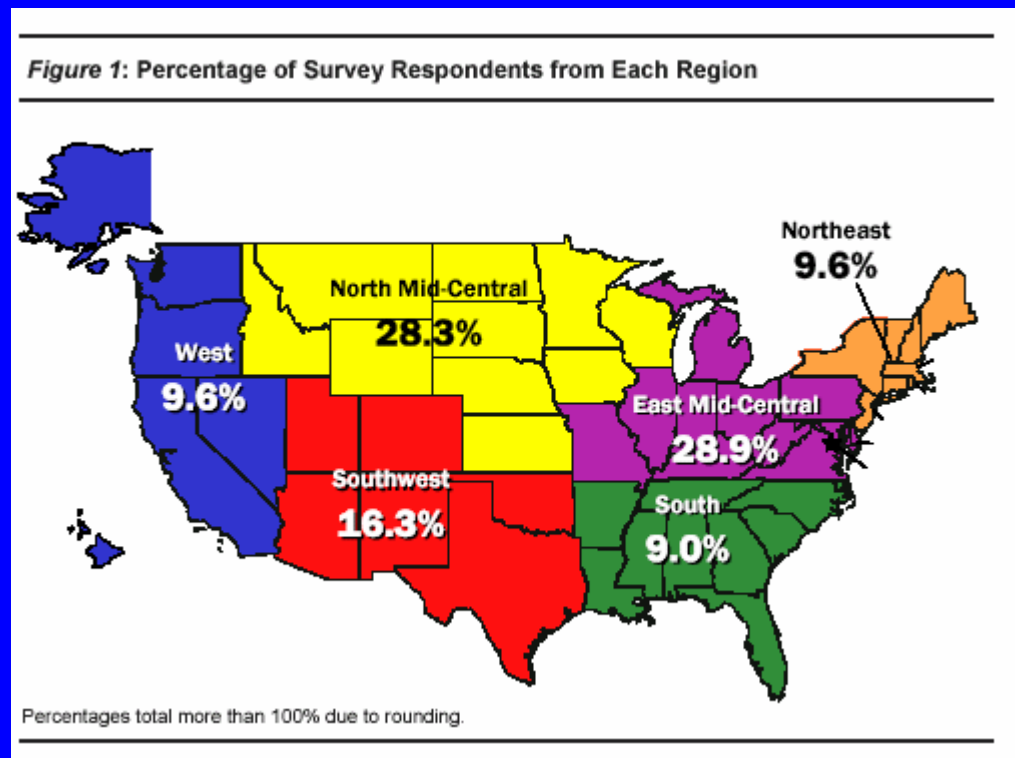 Figure 1: Percentage of Survey Respondents from Each Region
Northeast
9.6%
North Mid-Central
28.3%
West
9.6%
East Mid-Central
28.9%
Southwest
16.3%
South
9.0%
Percentages total more than 100% due to rounding.